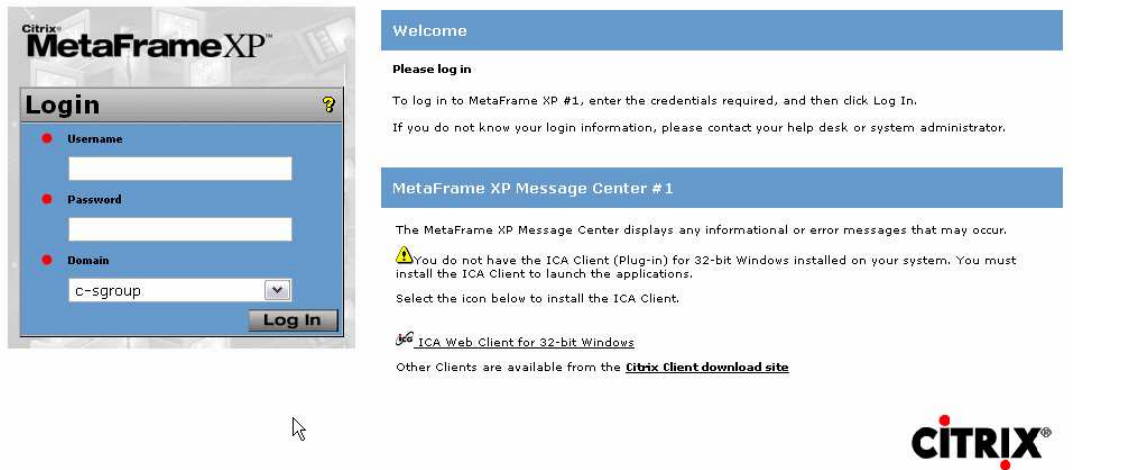 Citrix®
MetaFrame XP™
Login ?
Username
Password
Domain
c-sgroup
Log In
Welcome
Please log in
To log in to MetaFrame XP #1, enter the credentials required, and then click Log In.
If you do not know your login information, please contact your help desk or system administrator.
MetaFrame XP Message Center #1
The MetaFrame XP Message Center displays any informational or error messages that may occur.
You do not have the ICA Client (Plug-in) for 32-bit Windows installed on your system. You must
install the ICA Client to launch the applications.
Select the icon below to install the ICA Client.
ICA Web Client for 32-bit Windows
Other Clients are available from the Citrix Client download site
CITRIX®